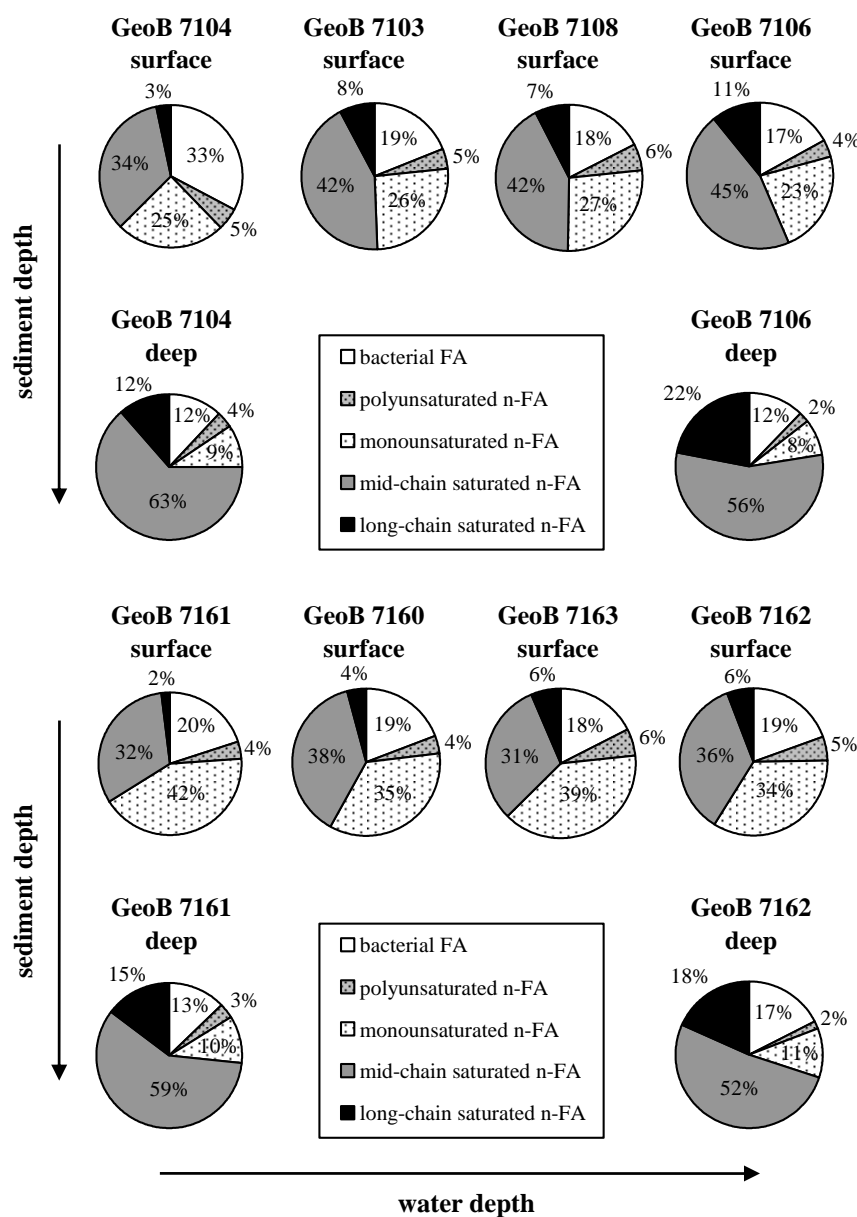 GeoB 7104
surface
GeoB 7103
surface
GeoB 7108
surface
GeoB 7106
surface
3%
33%
5%
25%
34%
8%
19%
5%
26%
42%
7%
18%
6%
27%
42%
11%
17%
4%
23%
45%
sediment depth
GeoB 7104
deep
12%
12%
4%
9%
63%
bacterial FA
polyunsaturated n-FA
monounsaturated n-FA
mid-chain saturated n-FA
long-chain saturated n-FA
GeoB 7106
deep
22%
12%
2%
8%
56%
GeoB 7161
surface
GeoB 7160
surface
GeoB 7163
surface
GeoB 7162
surface
2%
20%
4%
42%
32%
4%
19%
4%
35%
38%
6%
18%
6%
39%
31%
6%
19%
5%
34%
36%
sediment depth
GeoB 7161
deep
15%
13%
3%
10%
59%
bacterial FA
polyunsaturated n-FA
monounsaturated n-FA
mid-chain saturated n-FA
long-chain saturated n-FA
GeoB 7162
deep
18%
17%
2%
11%
52%
water depth